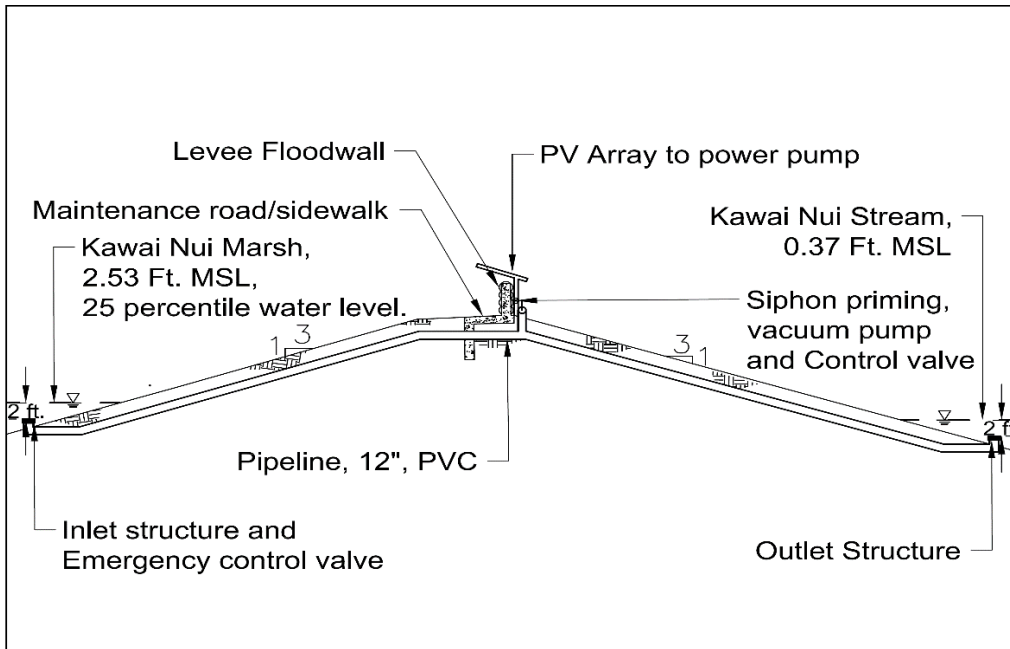 Levee Floodwall
PV Array to power pump
Maintenance road/sidewalk
Kawai Nui Stream,
0.37 Ft. MSL
Kawai Nui Marsh,
2.53 Ft. MSL,
25 percentile water level.
Siphon priming,
vacuum pump
and Control valve
1 3
3 1
2 ft.
2 ft
Pipeline, 12", PVC
Inlet structure and
Emergency control valve
Outlet Structure